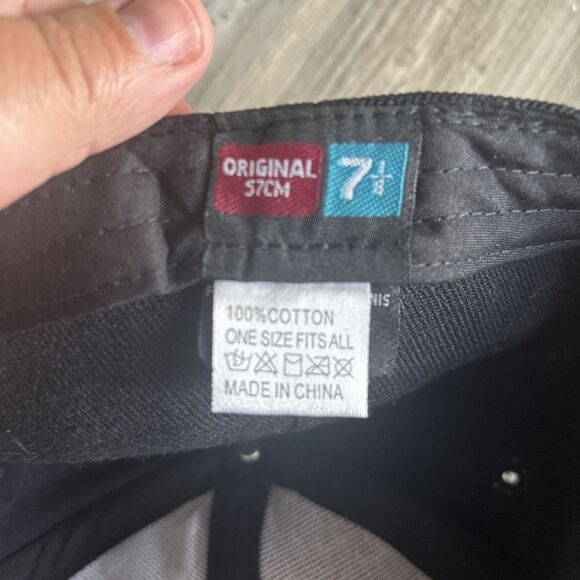 ORIGINAL
57CM
7 1/8
100%COTTON
ONE SIZE FITS ALL
MADE IN CHINA